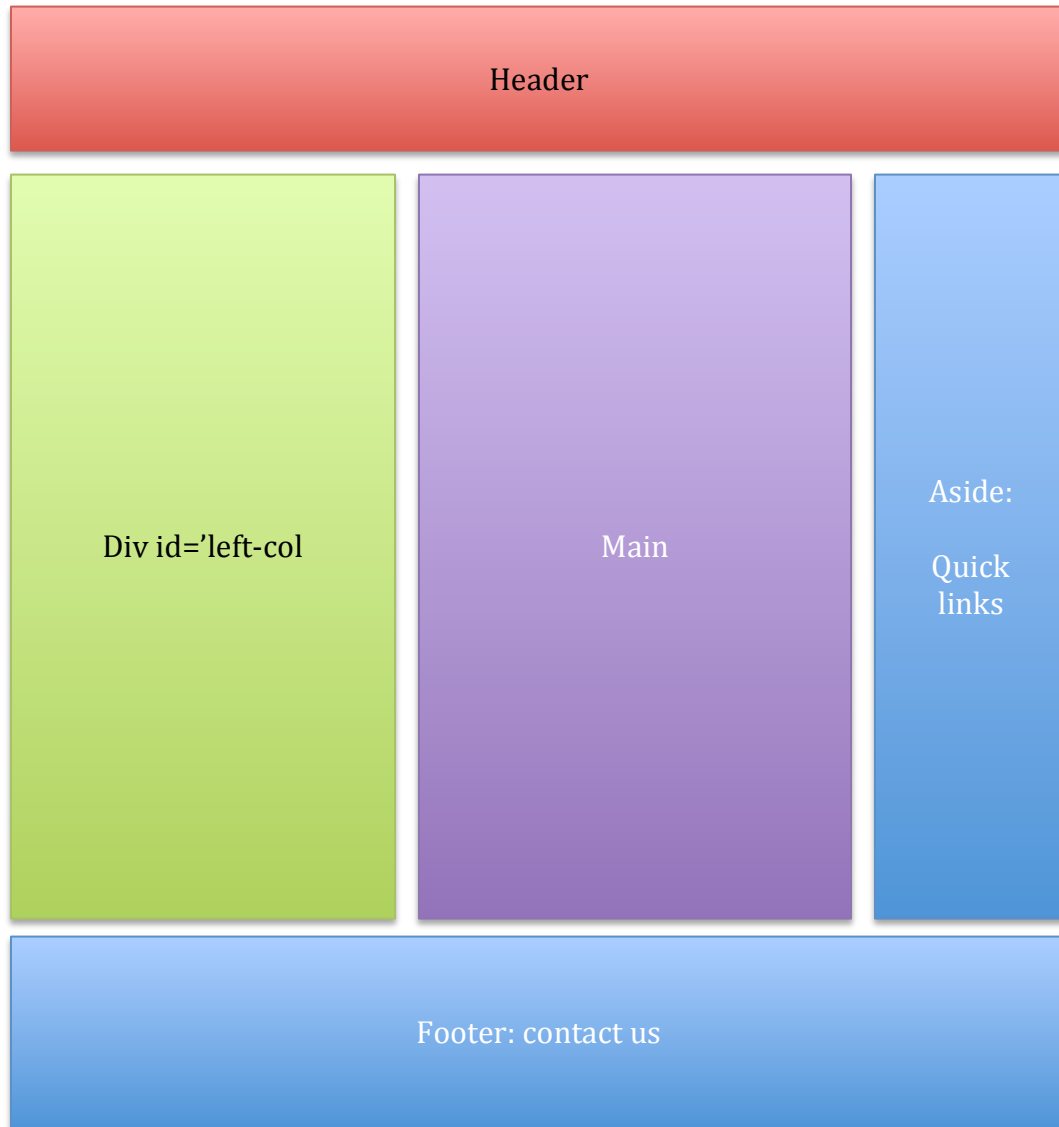 Header
Div id=’left-col
Main
Aside:
Quick
links
Footer: contact us